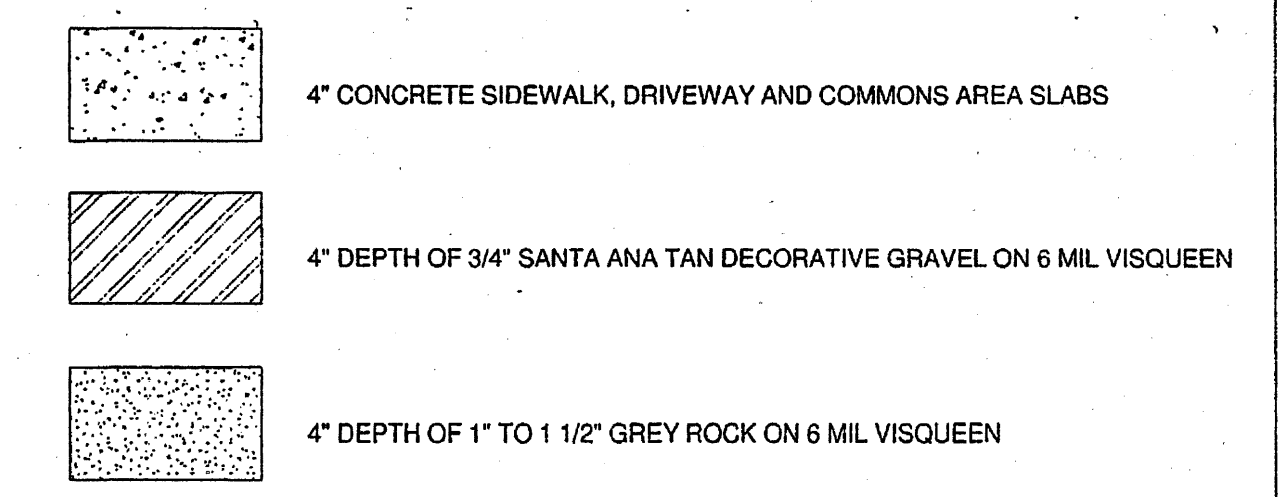 4" CONCRETE SIDEWALK, DRIVEWAY AND COMMONS AREA SLABS
4" DEPTH OF 3/4" SANTA ANA TAN DECORATIVE GRAVEL ON 6 MIL VISQUEEN
4" DEPTH OF 1" TO 1 1/2" GREY ROCK ON 6 MIL VISQUEEN